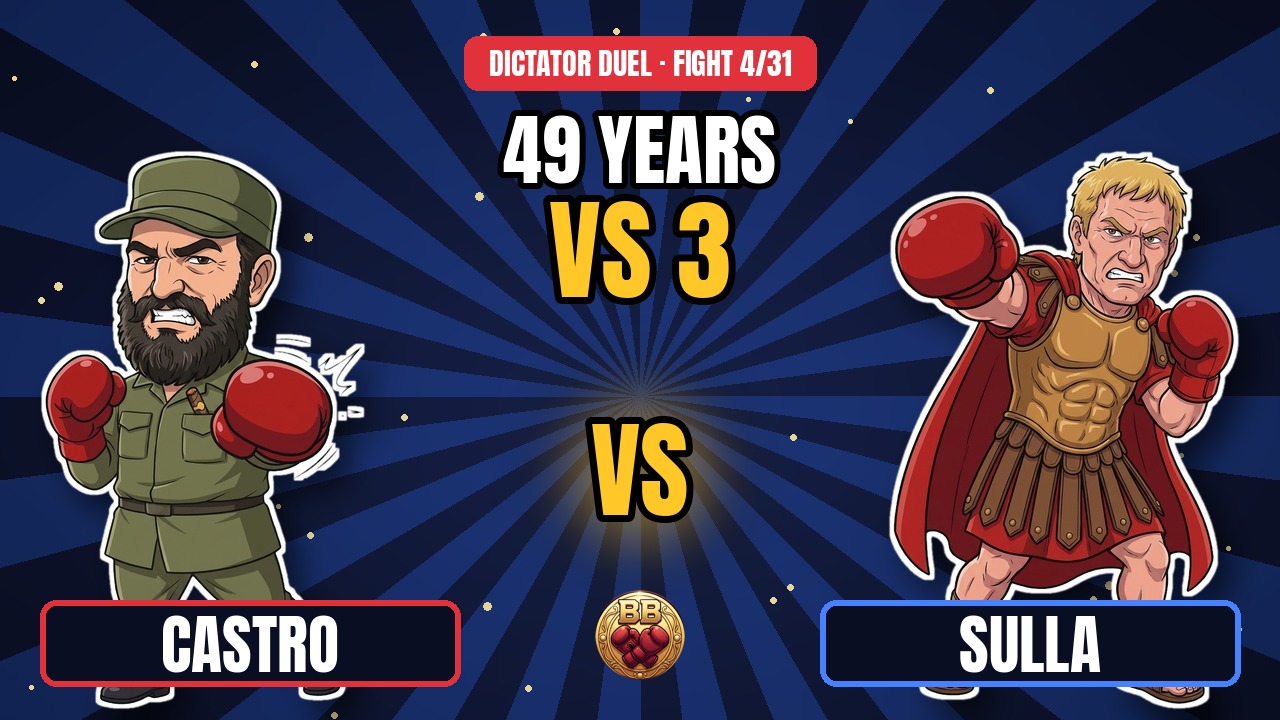 DICTATOR DUEL · FIGHT 4/31
49 YEARS
VS 3
VS
CASTRO
BB
SULLA